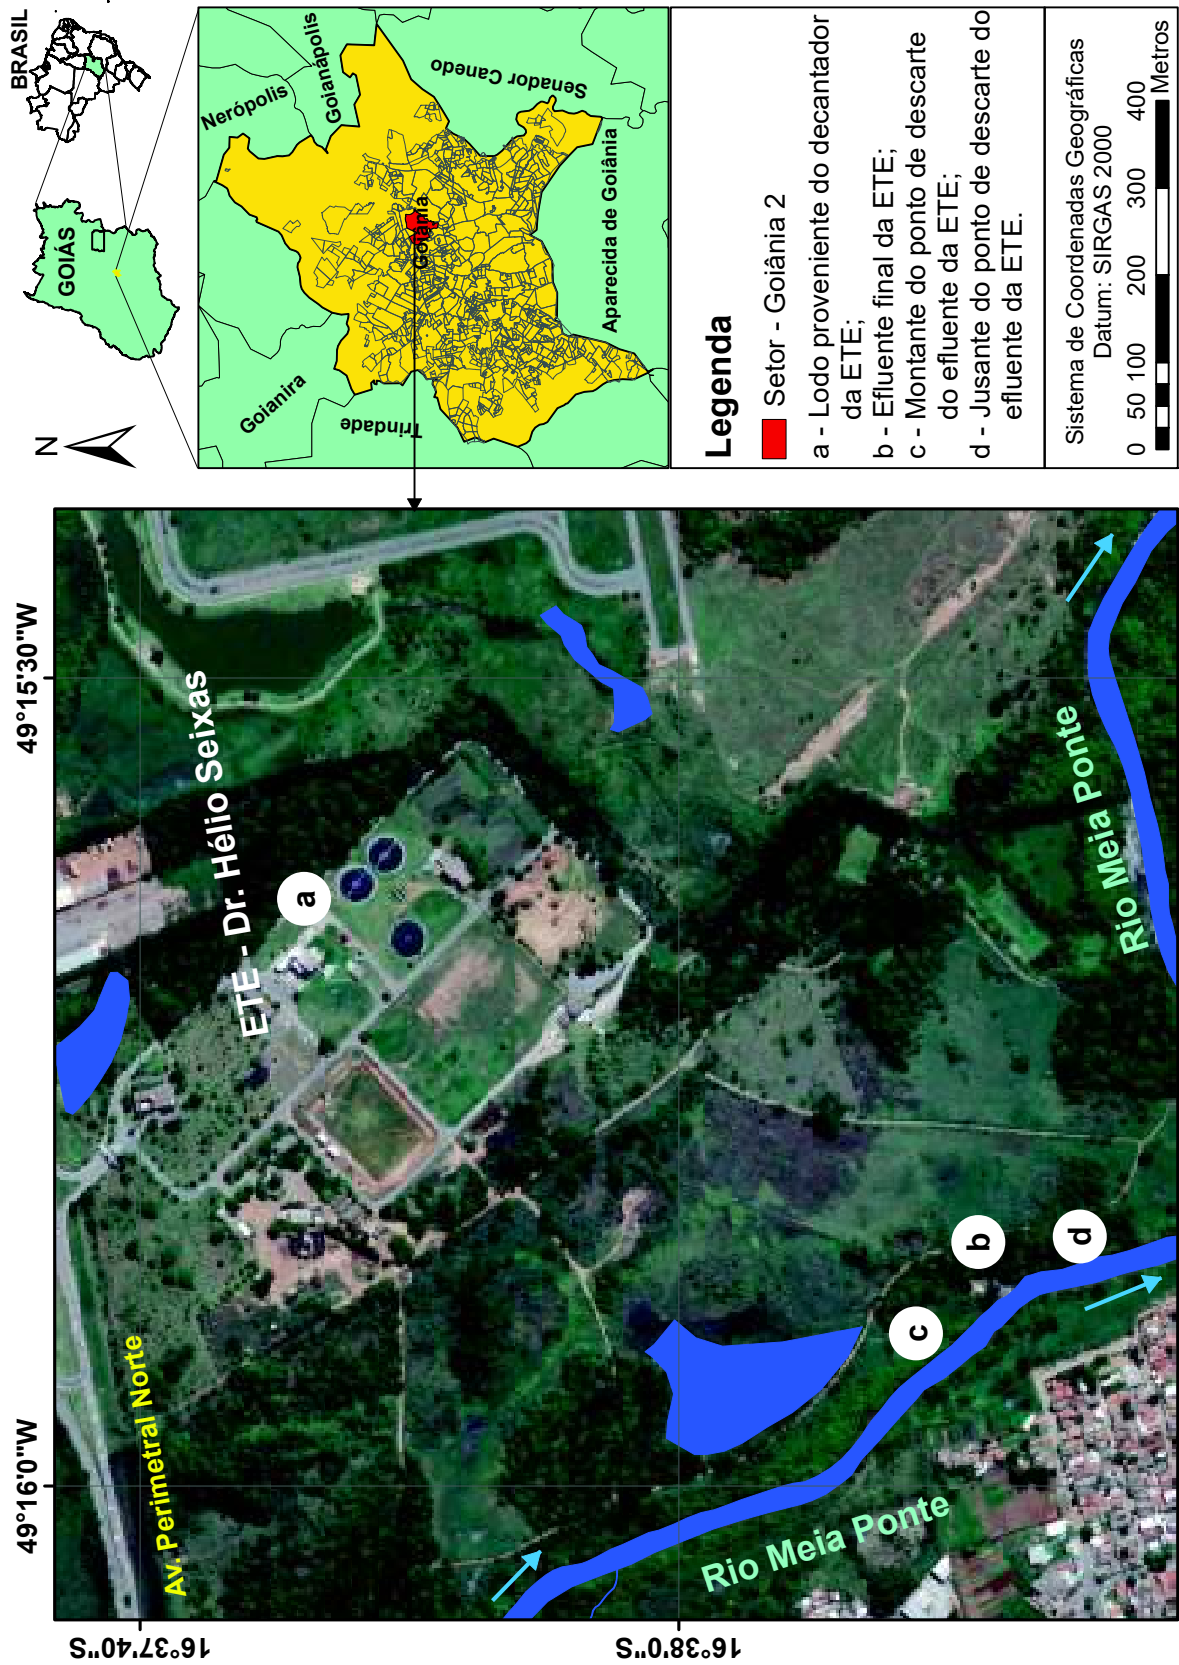 49°16'0"W
49°15'30"W
16°37'40"S
16°38'0"S
Av. Perimetral Norte
ETE - Dr. Hélio Seixas
a
b
c
d
Rio Meia Ponte
Rio Meia Ponte
N
GOIÁS
BRASIL
Nerópolis
Goianápolis
Goianira
Senador Canedo
Goiânia
Trindade
Aparecida de Goiânia
Legenda
Setor - Goiânia 2
a - Lodo proveniente do decantador
da ETE;
b - Efluente final da ETE;
c - Montante do ponto de descarte
do efluente da ETE;
d - Jusante do ponto de descarte do
efluente da ETE.
Sistema de Coordenadas Geográficas
Datum: SIRGAS 2000
0 50 100 200 300 400
Metros